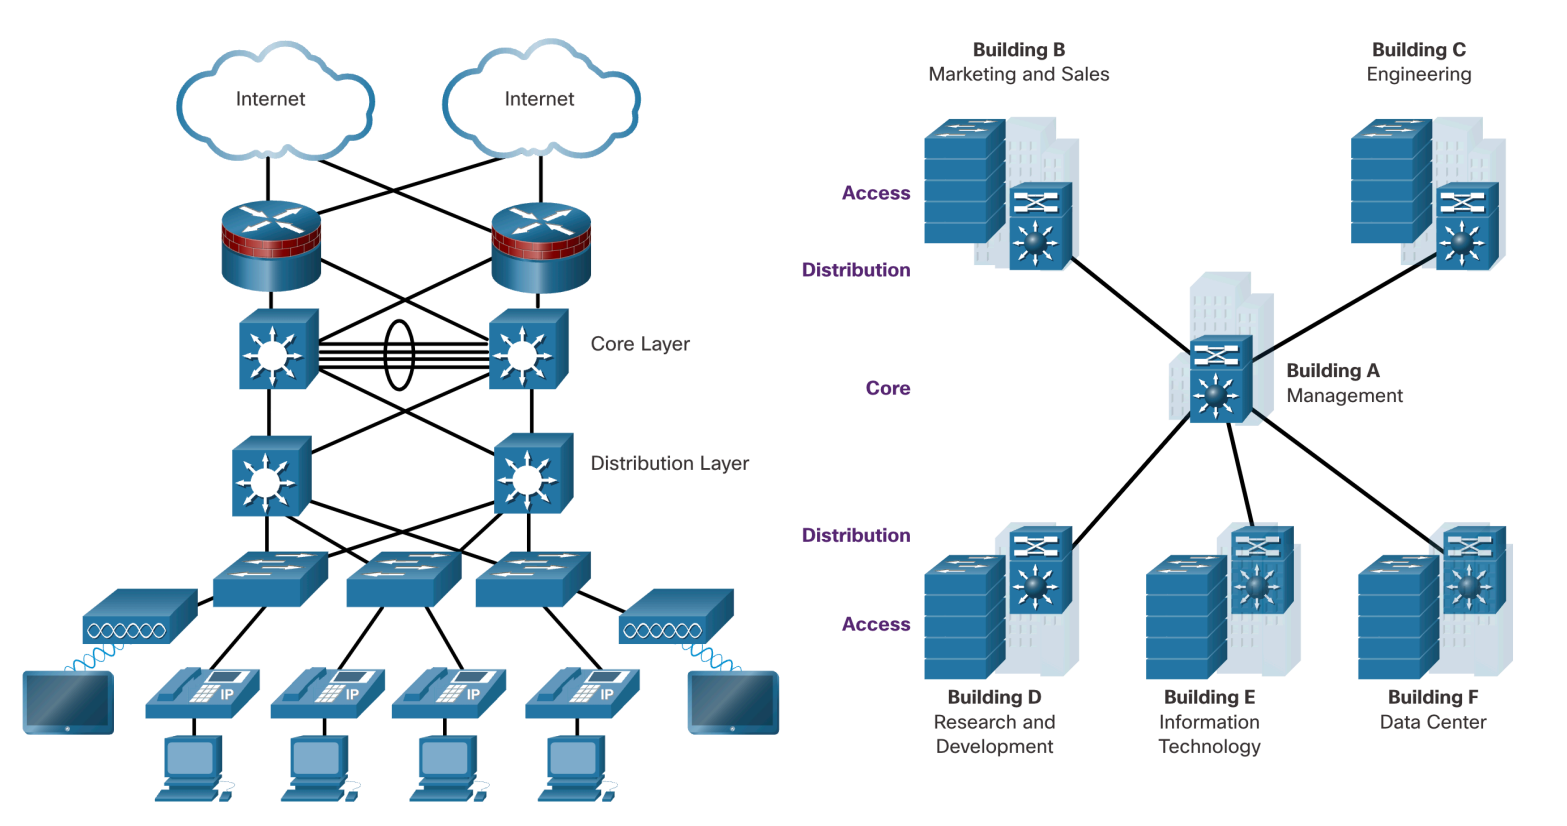 Internet
Internet
Core Layer
Distribution Layer
IP
IP
IP
IP
Building B
Marketing and Sales
Building C
Engineering
Access
Distribution
Core
Building A
Management
Distribution
Access
Building D
Research and
Development
Building E
Information
Technology
Building F
Data Center